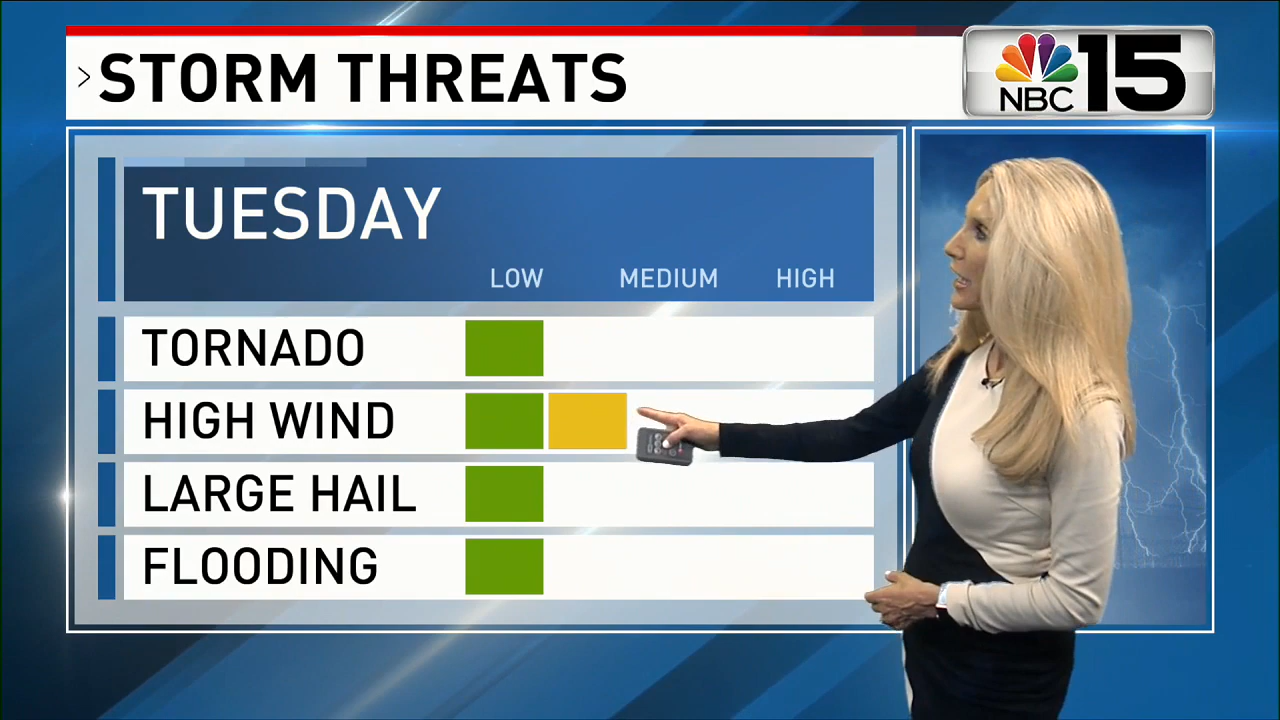 > STORM THREATS
NBC 15
TUESDAY
LOW MEDIUM HIGH
TORNADO
HIGH WIND
LARGE HAIL
FLOODING